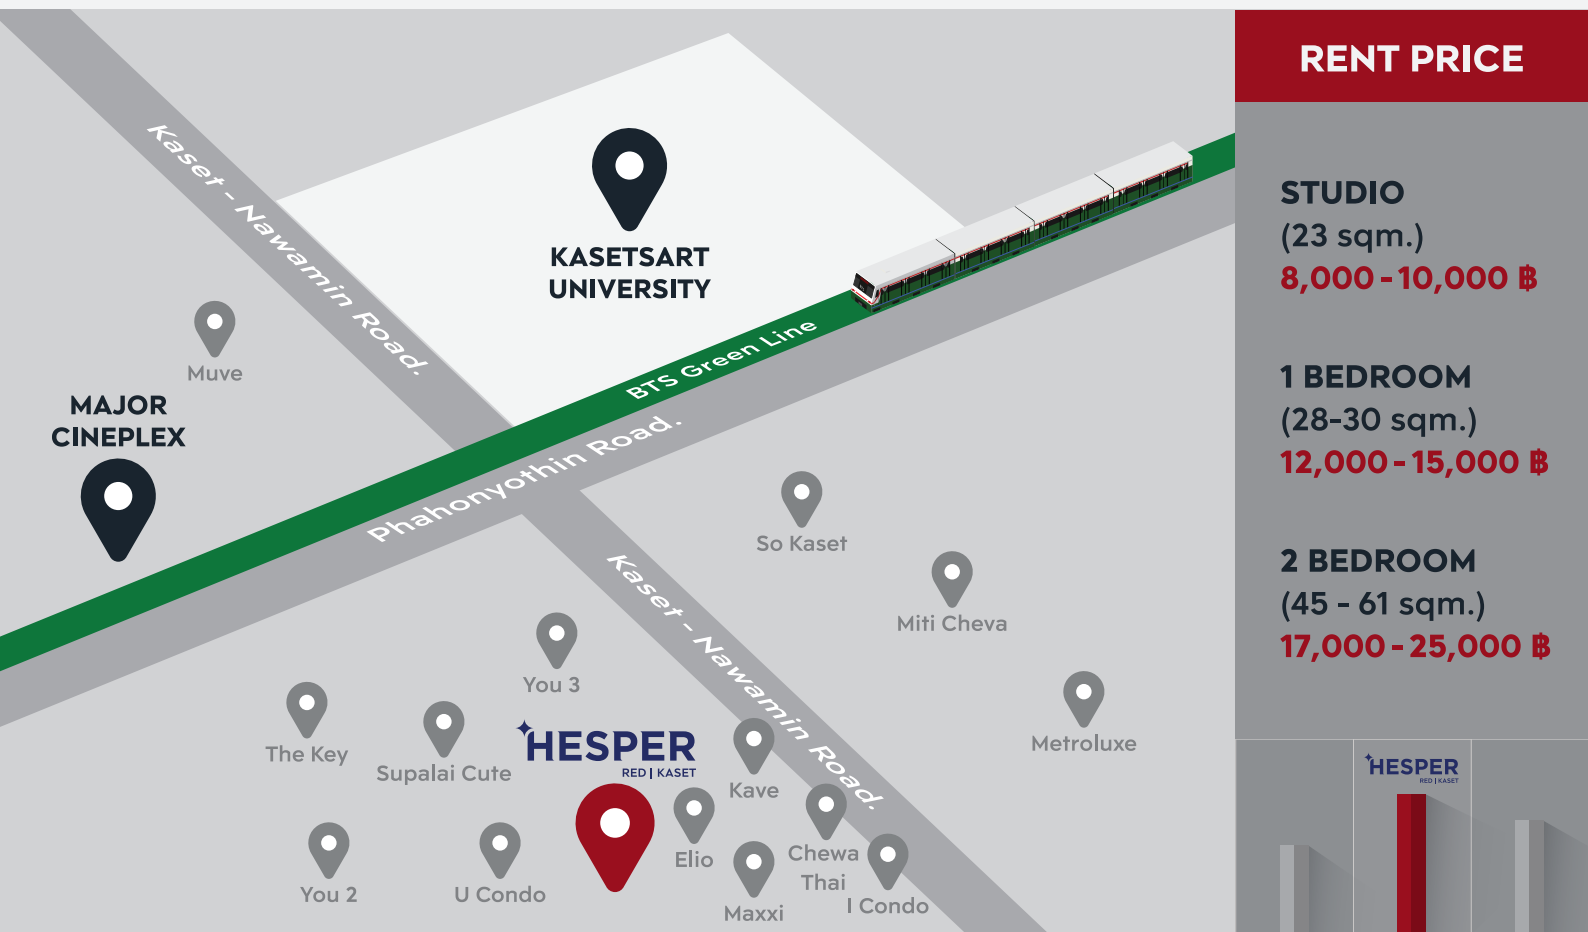 Kaset - Nawamin Road.
KASETSART
UNIVERSITY
Muve
MAJOR
CINEPLEX
BTS Green Line
Phahonyothin Road.
So Kaset
Kaset - Nawamin Road.
Miti Cheva
You 3
The Key
Supalai Cute
HESPER
RED | KASET
Kave
Metroluxe
You 2
U Condo
Elio
Maxxi
Chewa
Thai
I Condo
RENT PRICE
STUDIO
(23 sqm.)
8,000 - 10,000 ฿
1 BEDROOM
(28-30 sqm.)
12,000 - 15,000 ฿
2 BEDROOM
(45 - 61 sqm.)
17,000 - 25,000 ฿
HESPER
RED | KASET